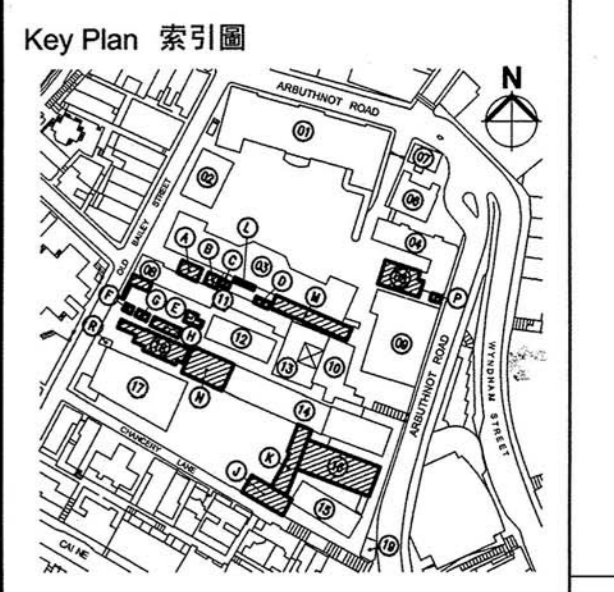 Key Plan 索引圖
N
ARBUTHNOT ROAD
01
07
02
06
OLD BAILEY STREET
04
A
B
C
L
03
D
M
P
08
11
F
G
E
09
R
H
12
13
10
ARBUTHNOT ROAD
WYNDHAM STREET
17
N
14
CHANCERY LANE
K
16
J
15
CAINE
19